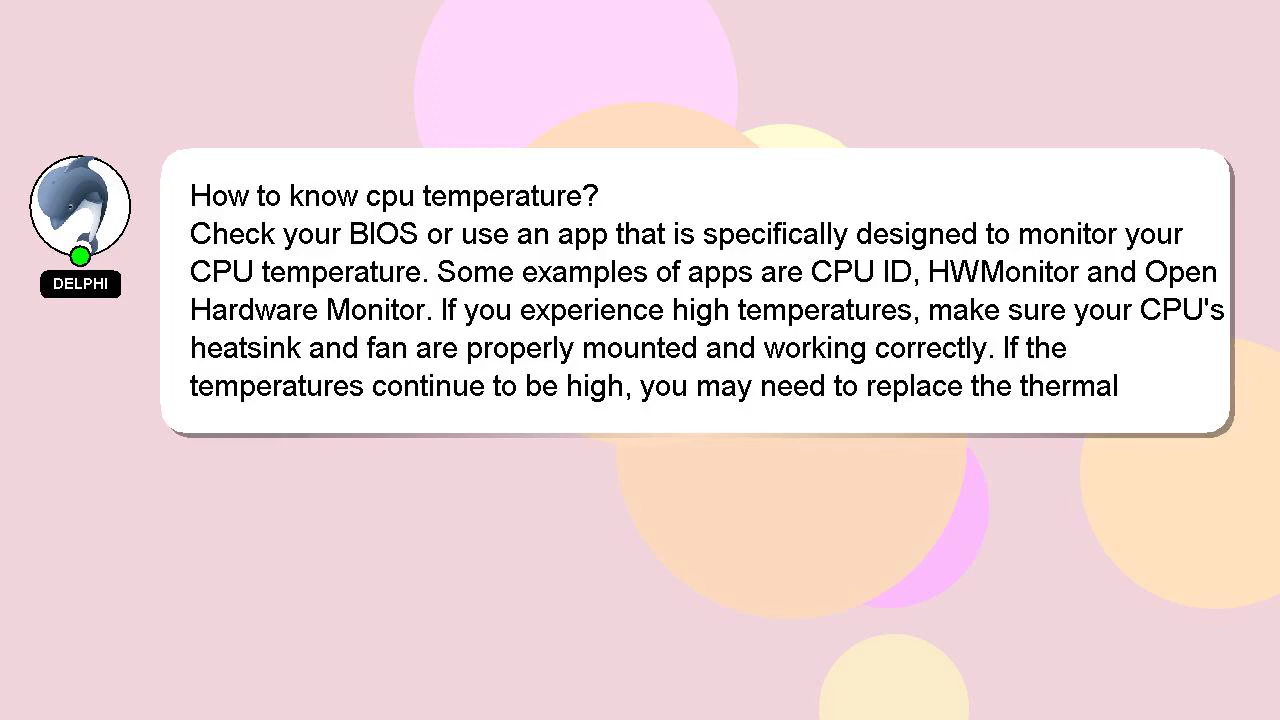 How to know cpu temperature?
Check your BIOS or use an app that is specifically designed to monitor your
CPU temperature. Some examples of apps are CPU ID, HWMonitor and Open
Hardware Monitor. If you experience high temperatures, make sure your CPU's
heatsink and fan are properly mounted and working correctly. If the
temperatures continue to be high, you may need to replace the thermal
DELPHI